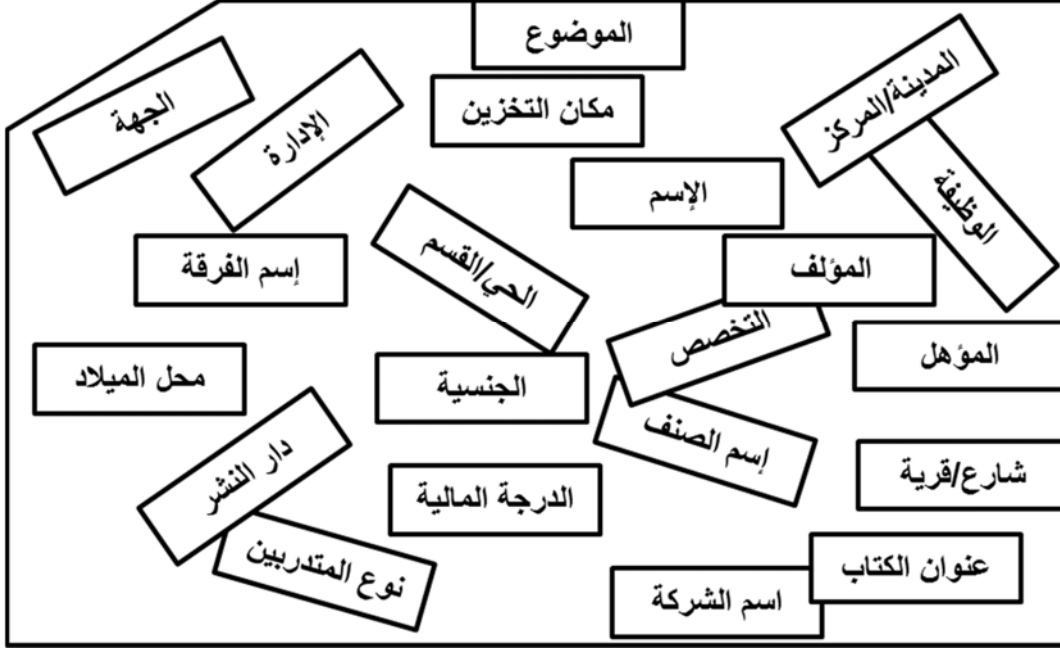 الموضوع
المدينة/المركز
مكان التخزين
الإدارة
الجهة
الإسم
الوظيفة
المؤلف
الحي/القسم
إسم الفرقة
التخصص
المؤهل
الجنسية
محل الميلاد
إسم الصنف
شارع/قرية
دار النشر
الدرجة المالية
عنوان الكتاب
نوع المتدربين
اسم الشركة